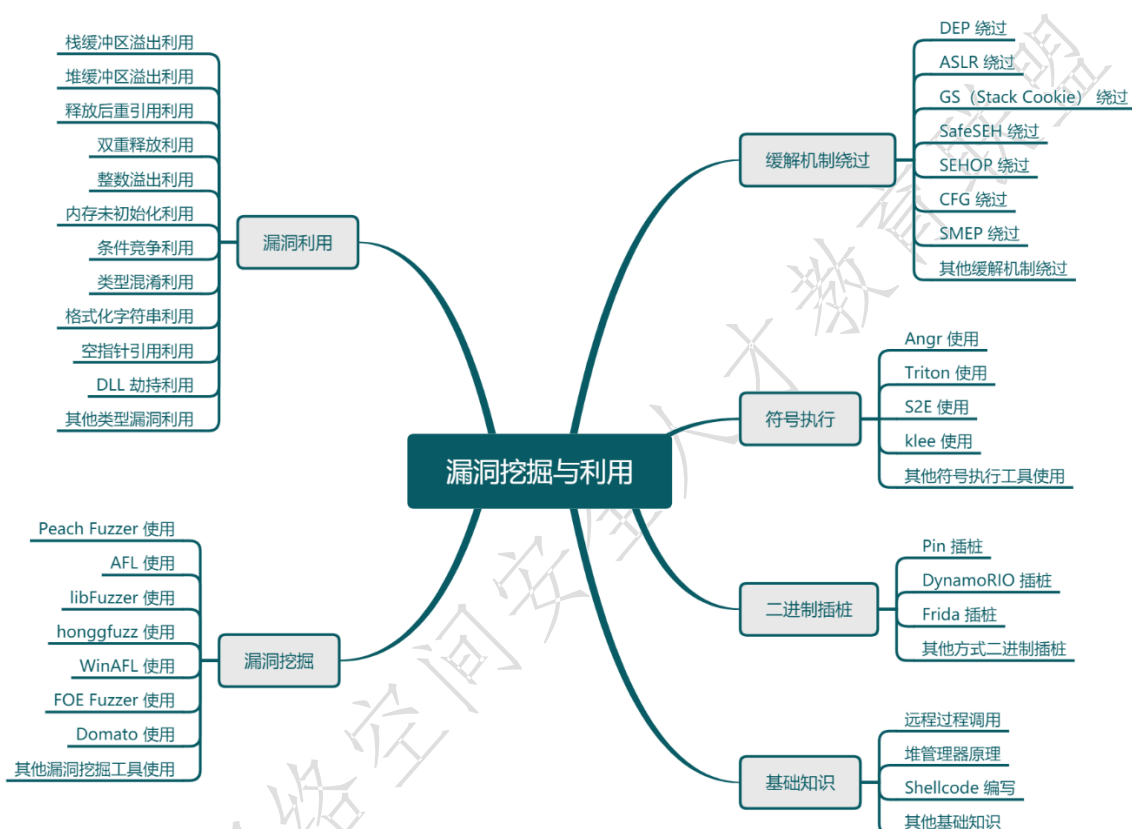 漏洞挖掘与利用
漏洞利用
栈缓冲区溢出利用
堆缓冲区溢出利用
释放后重引用利用
双重释放利用
整数溢出利用
内存未初始化利用
条件竞争利用
类型混淆利用
格式化字符串利用
空指针引用利用
DLL 劫持利用
其他类型漏洞利用
漏洞挖掘
Peach Fuzzer 使用
AFL 使用
libFuzzer 使用
honggfuzz 使用
WinAFL 使用
FOE Fuzzer 使用
Domato 使用
其他漏洞挖掘工具使用
缓解机制绕过
DEP 绕过
ASLR 绕过
GS（Stack Cookie） 绕过
SafeSEH 绕过
SEHOP 绕过
CFG 绕过
SMEP 绕过
其他缓解机制绕过
符号执行
Angr 使用
Triton 使用
S2E 使用
klee 使用
其他符号执行工具使用
二进制插桩
Pin 插桩
DynamoRIO 插桩
Frida 插桩
其他方式二进制插桩
基础知识
远程过程调用
堆管理器原理
Shellcode 编写
其他基础知识
络空间安全人才教育联盟